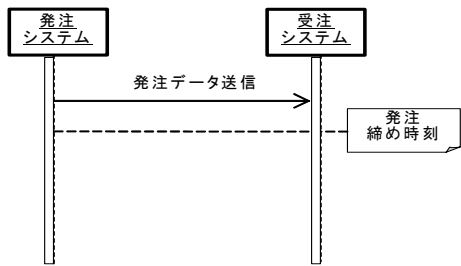 発注
システム
受注
システム
発注データ送信
発注
締め時刻